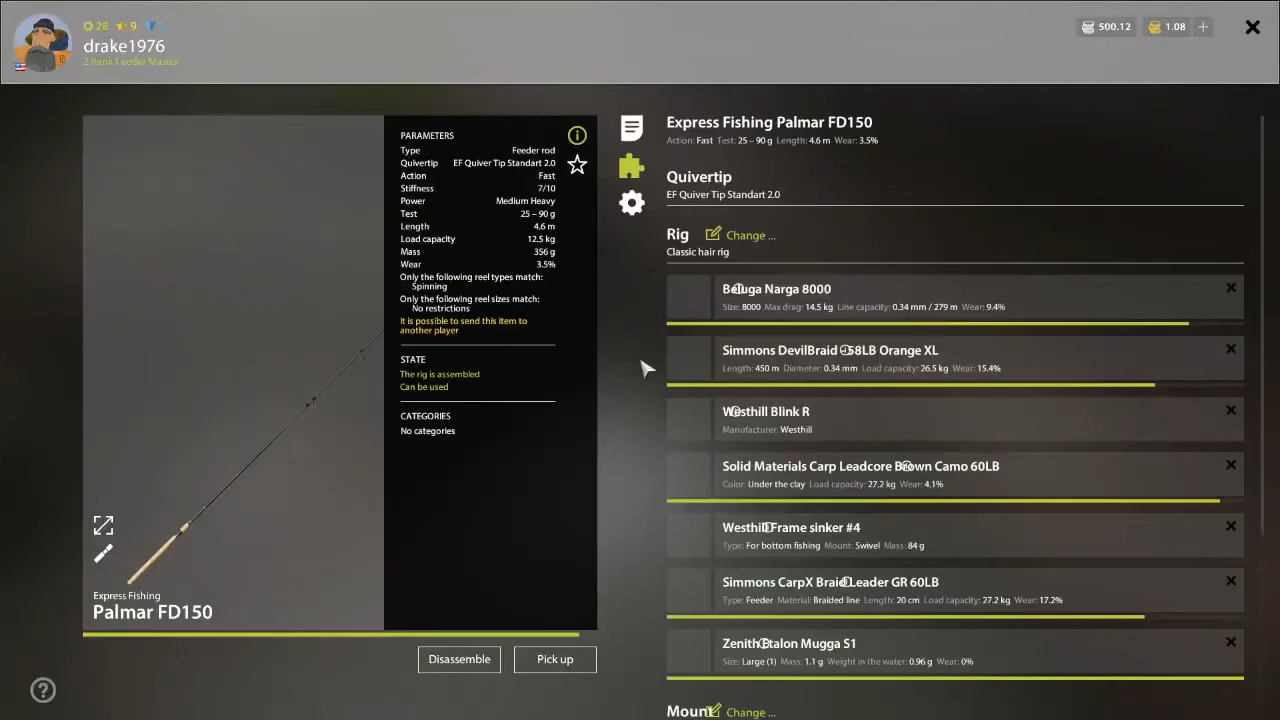 28 9
drake1976
2 Rank Feeder Master
500.12
1.08
PARAMETERS
Type Feeder rod
Quivertip EF Quiver Tip Standart 2.0
Action Fast
Stiffness 7/10
Power Medium Heavy
Test 25 – 90 g
Length 4.6 m
Load capacity 12.5 kg
Mass 356 g
Wear 3.5%
Only the following reel types match:
Spinning
Only the following reel sizes match:
No restrictions
It is possible to send this item to
another player
STATE
The rig is assembled
Can be used
CATEGORIES
No categories
Express Fishing
Palmar FD150
Disassemble
Pick up
Express Fishing Palmar FD150
Action: Fast Test: 25 – 90 g Length: 4.6 m Wear: 3.5%
Quivertip
EF Quiver Tip Standart 2.0
Rig Change ...
Classic hair rig
Beluga Narga 8000
Size: 8000 Max drag: 14.5 kg Line capacity: 0.34 mm / 279 m Wear: 9.4%
Simmons DevilBraid -58LB Orange XL
Length: 450 m Diameter: 0.34 mm Load capacity: 26.5 kg Wear: 15.4%
Westhill Blink R
Manufacturer: Westhill
Solid Materials Carp Leadcore Brown Camo 60LB
Color: Under the clay Load capacity: 27.2 kg Wear: 4.1%
Westhill Frame sinker #4
Type: For bottom fishing Mount: Swivel Mass: 84 g
Simmons CarpX Braid Leader GR 60LB
Type: Feeder Material: Braided line Length: 20 cm Load capacity: 27.2 kg Wear: 17.2%
Zenith Etalon Mugga S1
Size: Large (1) Mass: 1.1 g Weight in the water: 0.96 g Wear: 0%
Mount Change ...